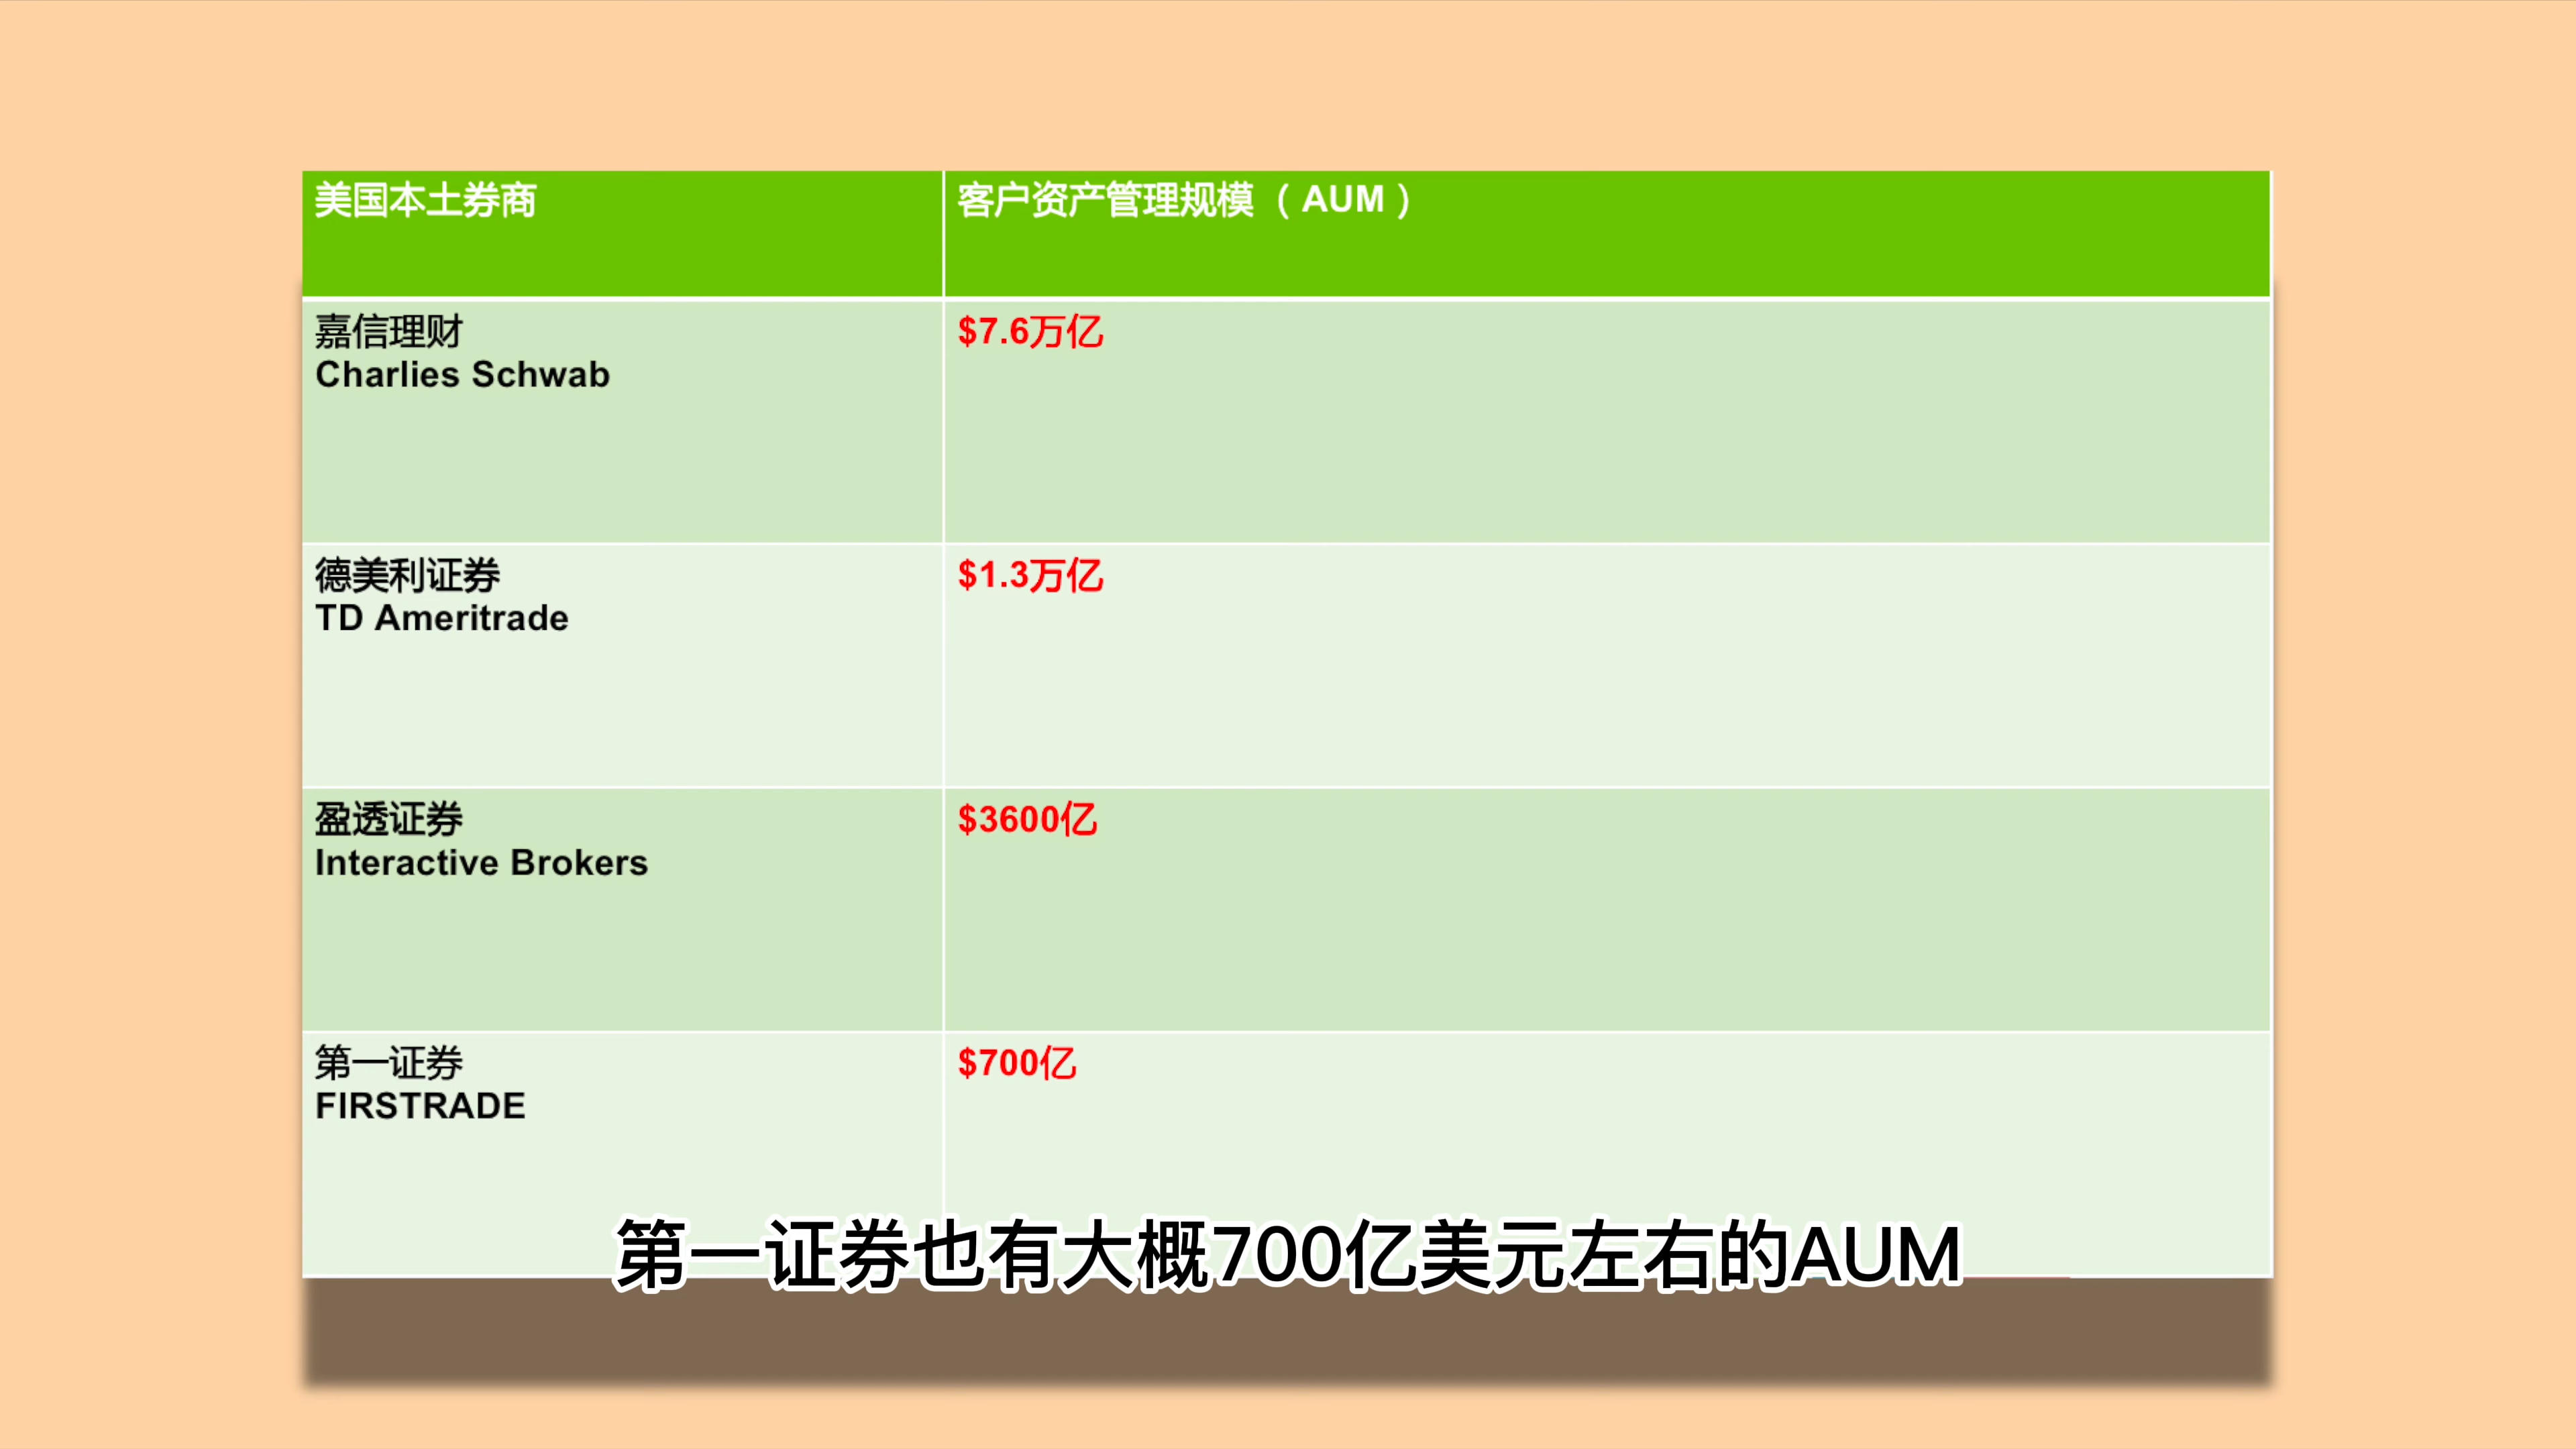 美国本土券商
客户资产管理规模（AUM）
嘉信理财
Charlies Schwab
$7.6万亿
德美利证券
TD Ameritrade
$1.3万亿
盈透证券
Interactive Brokers
$3600亿
第一证券
FIRSTRADE
$700亿
第一证券也有大概700亿美元左右的AUM